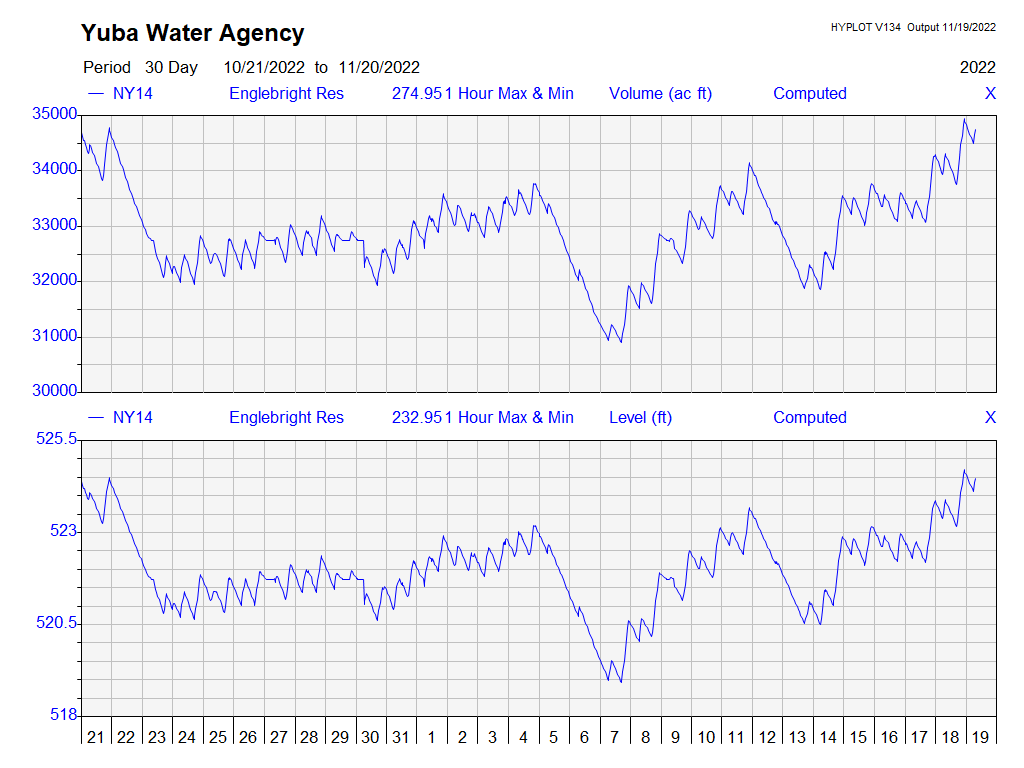 Yuba Water Agency
HYPLOT V134 Output 11/19/2022
Period 30 Day 10/21/2022 to 11/20/2022
2022
NY14 Englebright Res 274.951 Hour Max & Min Volume (ac ft) Computed X
35000
34000
33000
32000
31000
30000
NY14 Englebright Res 232.951 Hour Max & Min Level (ft) Computed X
525.5
523
520.5
518
21 22 23 24 25 26 27 28 29 30 31 1 2 3 4 5 6 7 8 9 10 11 12 13 14 15 16 17 18 19